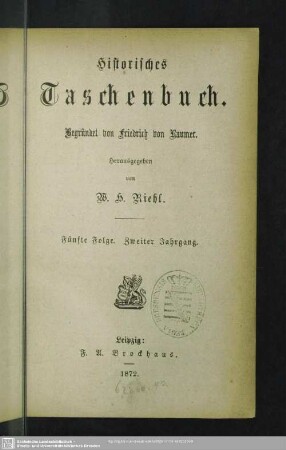 Historisches
Taschenbuch.
Begründet von Friedrich von Raumer.
Herausgegeben
von
W. H. Riehl.
Fünfte Folge. Zweiter Jahrgang.
Leipzig:
F. A. Brockhaus.
1872.